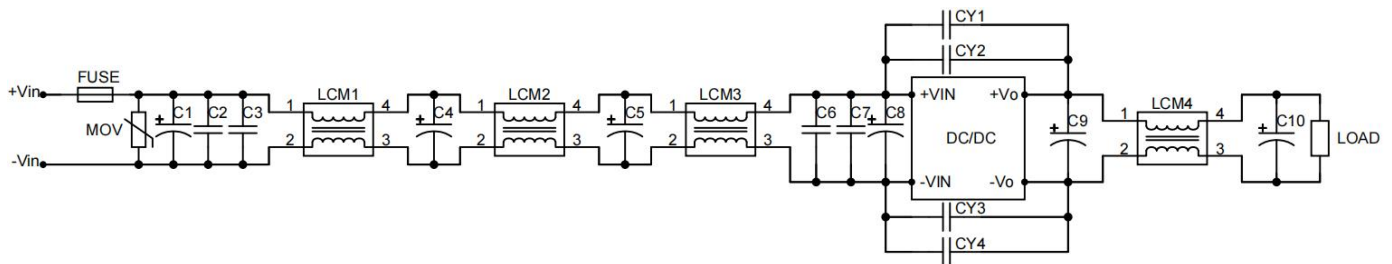 CY1
CY2
FUSE
+Vin
MOV
-Vin
+ C1 C2 C3
1 LCM1 4
2 3
+ C4
1 LCM2 4
2 3
+ C5
1 LCM3 4
2 3
C6 C7 + C8
+VIN +Vo
DC/DC
-VIN -Vo
+ C9
1 LCM4 4
2 3
+ C10
LOAD
CY3
CY4